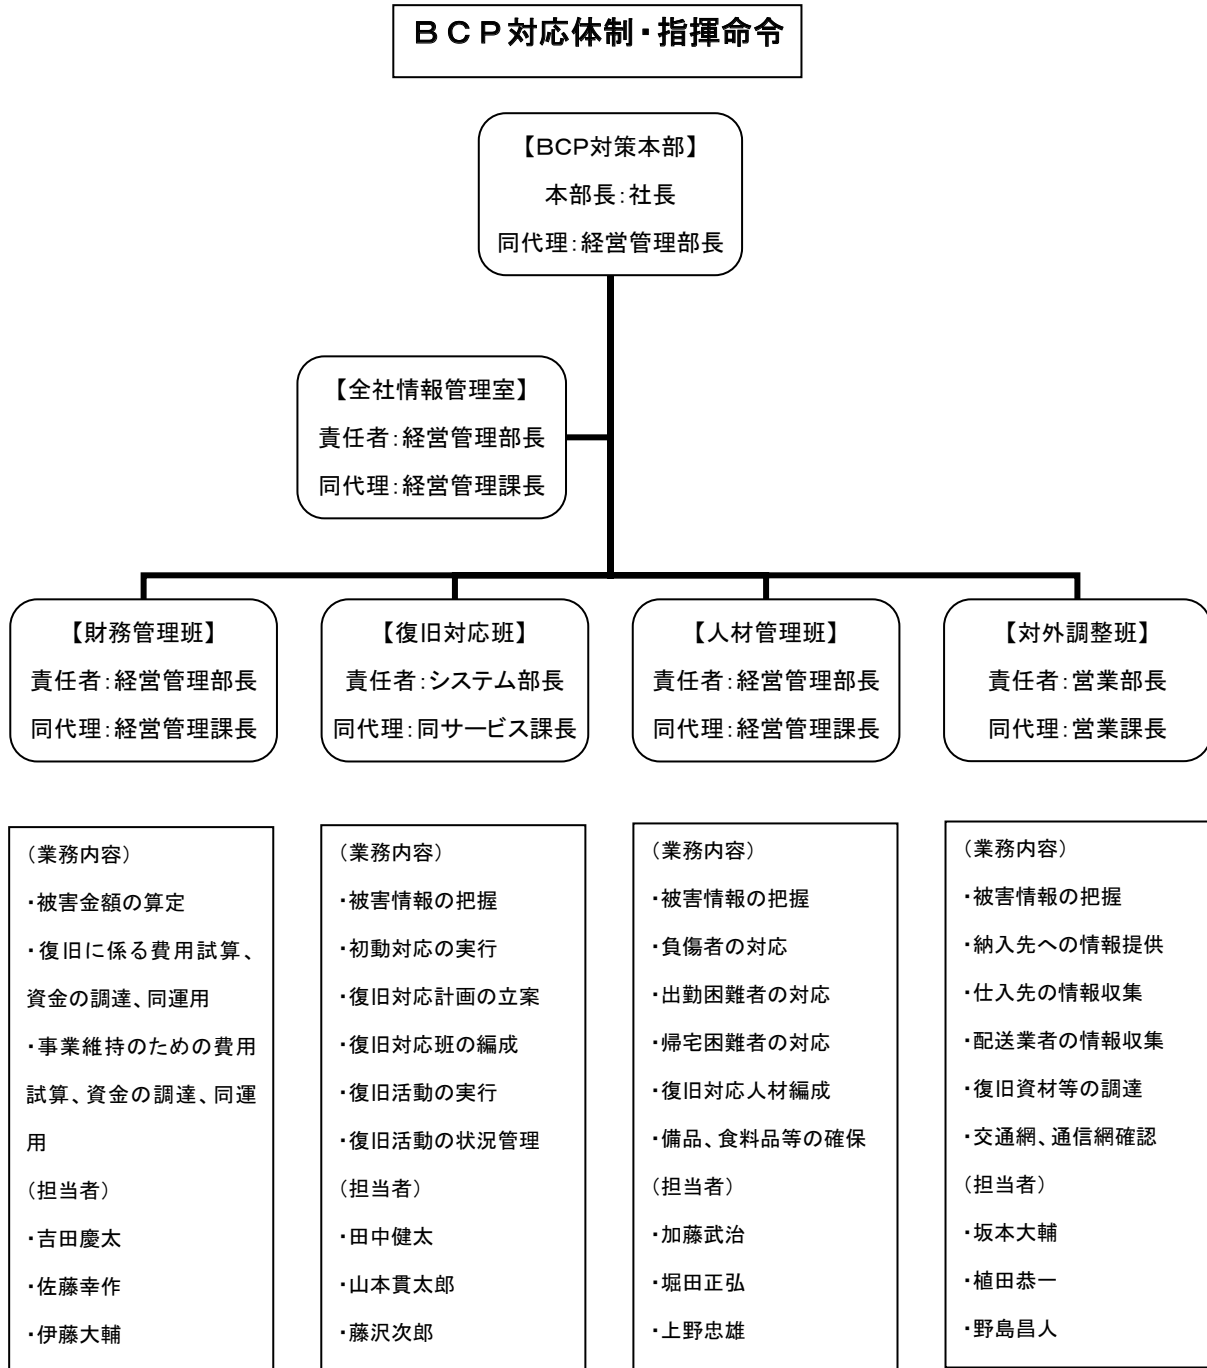 ＢＣＰ対応体制・指揮命令
【BCP対策本部】
本部長：社長
同代理：経営管理部長
【全社情報管理室】
責任者：経営管理部長
同代理：経営管理課長
【財務管理班】
責任者：経営管理部長
同代理：経営管理課長
【復旧対応班】
責任者：システム部長
同代理：同サービス課長
【人材管理班】
責任者：経営管理部長
同代理：経営管理課長
【対外調整班】
責任者：営業部長
同代理：営業課長
（業務内容）
・被害金額の算定
・復旧に係る費用試算、
資金の調達、同運用
・事業維持のための費用
試算、資金の調達、同運
用
（担当者）
・吉田慶太
・佐藤幸作
・伊藤大輔
（業務内容）
・被害情報の把握
・初動対応の実行
・復旧対応計画の立案
・復旧対応班の編成
・復旧活動の実行
・復旧活動の状況管理
（担当者）
・田中健太
・山本貫太郎
・藤沢次郎
（業務内容）
・被害情報の把握
・負傷者の対応
・出勤困難者の対応
・帰宅困難者の対応
・復旧対応人材編成
・備品、食料品等の確保
（担当者）
・加藤武治
・堀田正弘
・上野忠雄
（業務内容）
・被害情報の把握
・納入先への情報提供
・仕入先の情報収集
・配送業者の情報収集
・復旧資材等の調達
・交通網、通信網確認
（担当者）
・坂本大輔
・植田恭一
・野島昌人